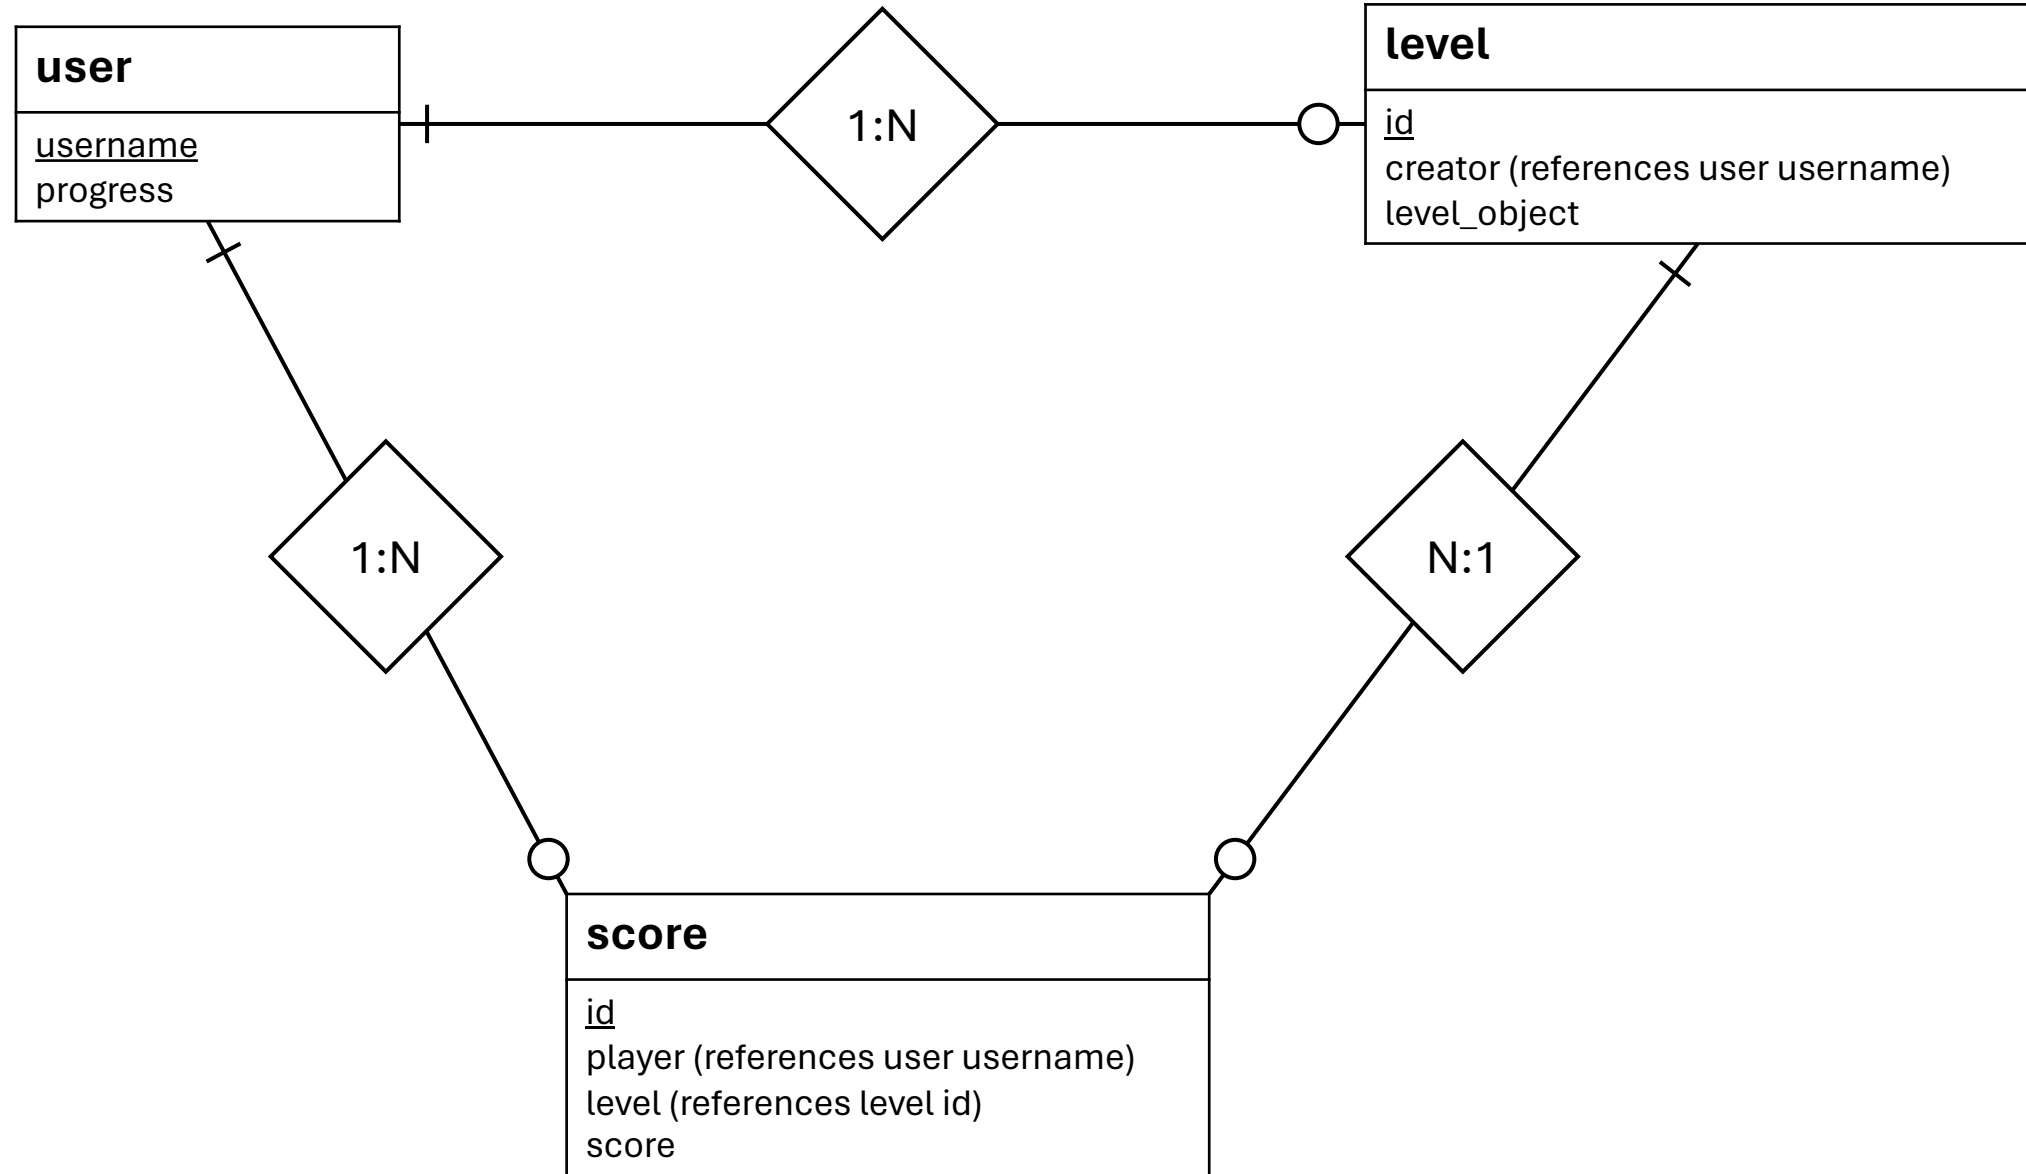 user
username
progress
1:N
level
id
creator (references user username)
level_object
1:N
N:1
score
id
player (references user username)
level (references level id)
score